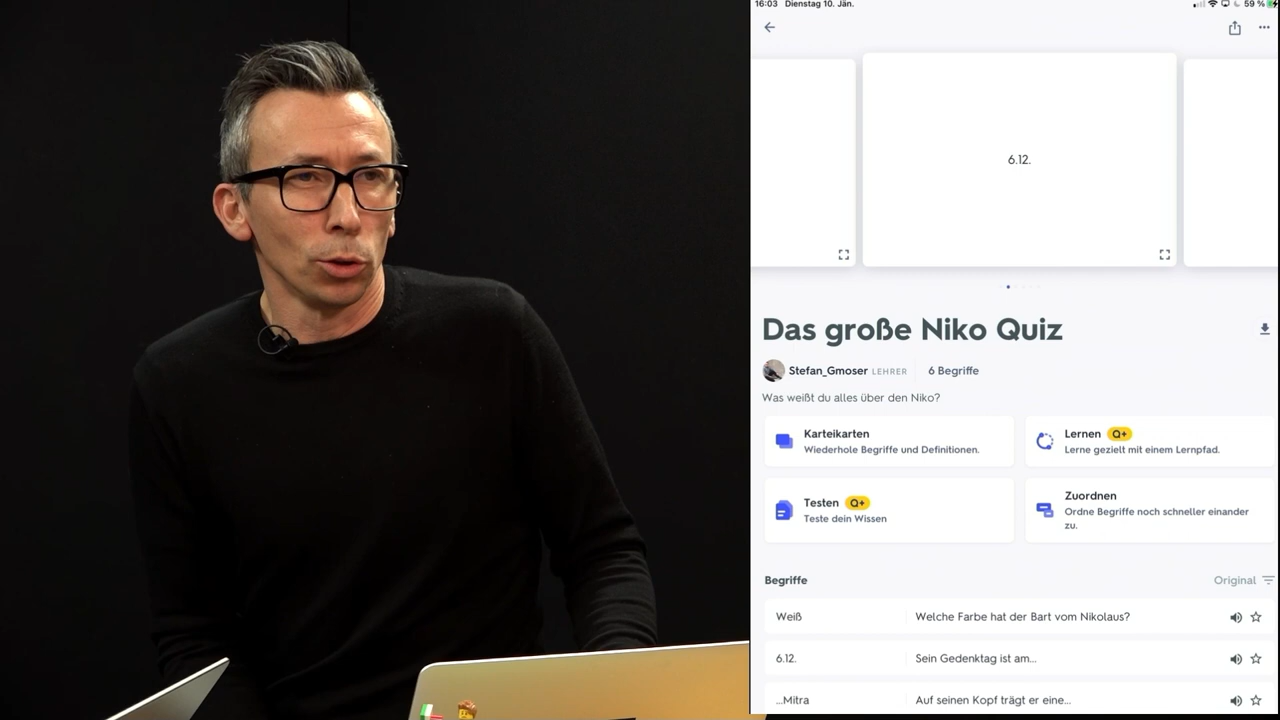 16:03 Dienstag 10. Jän.
59 %
6.12.
Das große Niko Quiz
Stefan_Gmoser LEHRER 6 Begriffe
Was weißt du alles über den Niko?
Karteikarten
Wiederhole Begriffe und Definitionen.
Lernen Q+
Lerne gezielt mit einem Lernpfad.
Testen Q+
Teste dein Wissen
Zuordnen
Ordne Begriffe noch schneller einander
zu.
Begriffe
Original
Weiß Welche Farbe hat der Bart vom Nikolaus?
6.12. Sein Gedenktag ist am...
...Mitra Auf seinen Kopf trägt er eine...